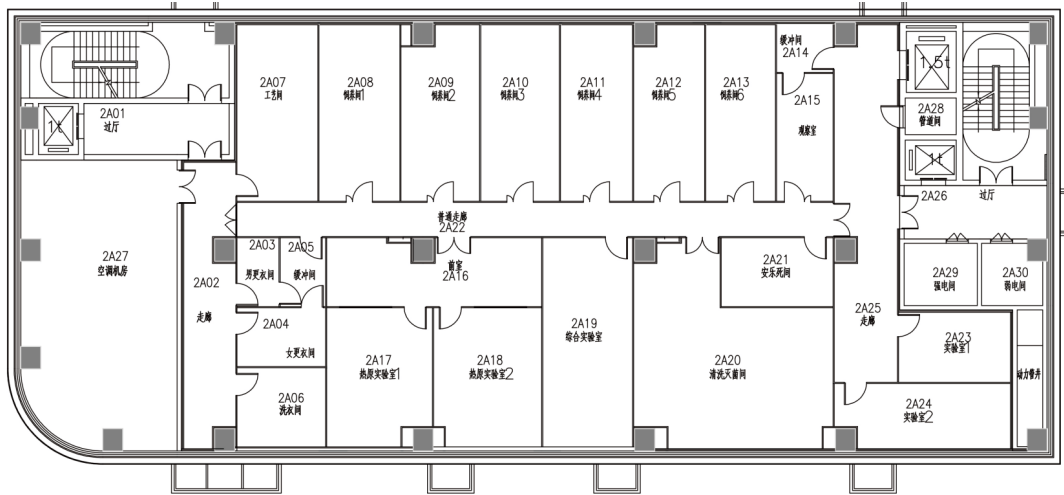 2A07
工艺间
2A08
饲养间1
2A09
饲养间2
2A10
饲养间3
2A11
饲养间4
2A12
饲养间5
2A13
饲养间6
缓冲间
2A14
2A15
观察室
1.5t
2A28
管道间
1t
1t
2A01
过厅
2A26
过厅
普通走廊
2A22
2A27
空调机房
2A02
走廊
2A03
男更衣间
2A05
缓冲间
前室
2A16
2A21
安乐死间
2A29
强电间
2A30
弱电间
2A04
女更衣间
2A19
综合实验室
2A25
走廊
2A23
实验室1
2A17
热原实验室1
2A18
热原实验室2
2A20
清洗灭菌间
动力管井
2A06
洗衣间
2A24
实验室2